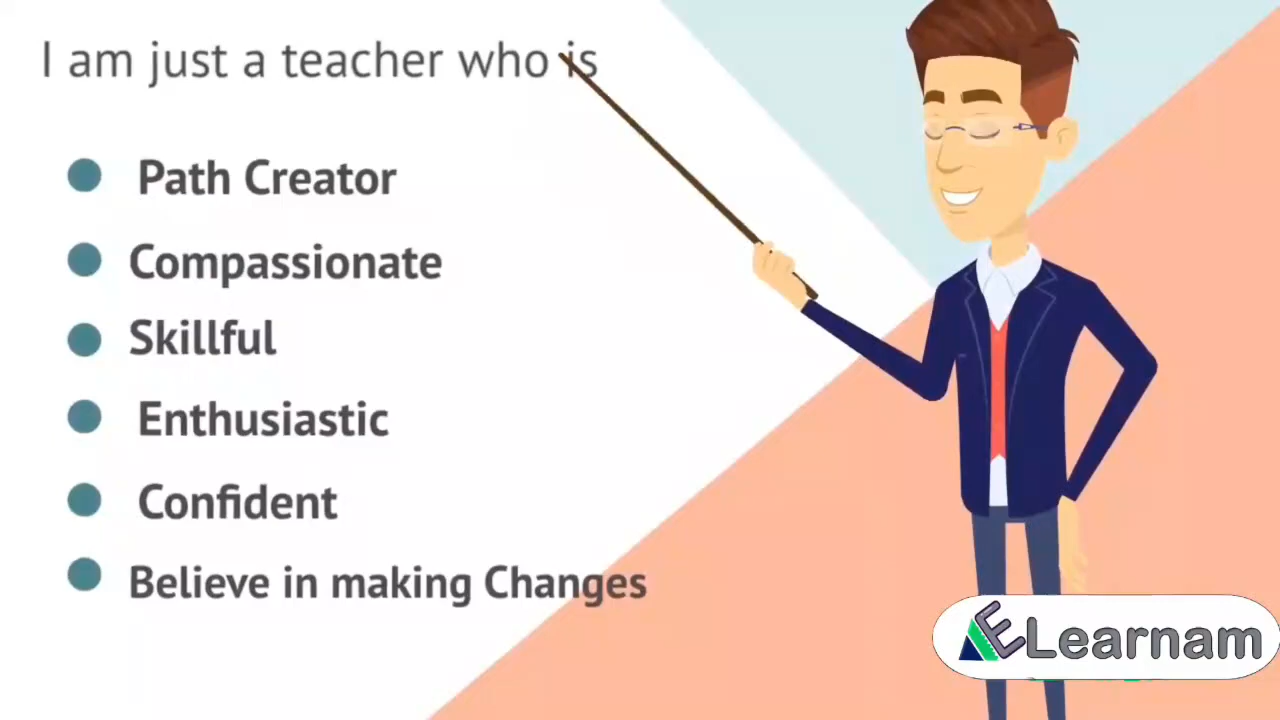 I am just a teacher who is
Path Creator
Compassionate
Skillful
Enthusiastic
Confident
Believe in making Changes
ELearnam